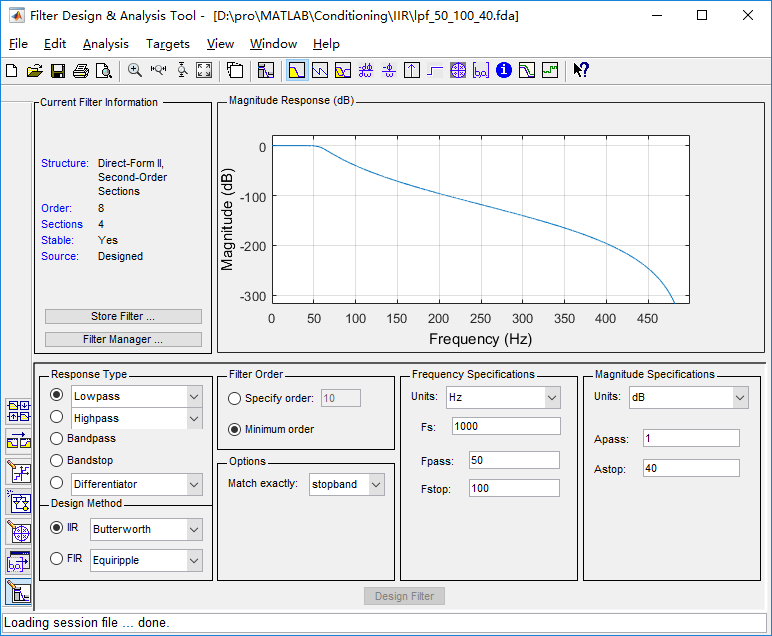 Filter Design & Analysis Tool - [D:\pro\MATLAB\Conditioning\IIR\lpf_50_100_40.fda]
File Edit Analysis Targets View Window Help
Current Filter Information
Structure: Direct-Form II,
Second-Order
Sections
Order: 8
Sections 4
Stable: Yes
Source: Designed
Store Filter ...
Filter Manager ...
Magnitude Response (dB)
Magnitude (dB)
0
-100
-200
-300
0 50 100 150 200 250 300 350 400 450
Frequency (Hz)
Response Type
Lowpass
Highpass
Bandpass
Bandstop
Differentiator
Design Method
IIR Butterworth
FIR Equiripple
Filter Order
Specify order: 10
Minimum order
Options
Match exactly: stopband
Frequency Specifications
Units: Hz
Fs: 1000
Fpass: 50
Fstop: 100
Magnitude Specifications
Units: dB
Apass: 1
Astop: 40
Design Filter
Loading session file ... done.